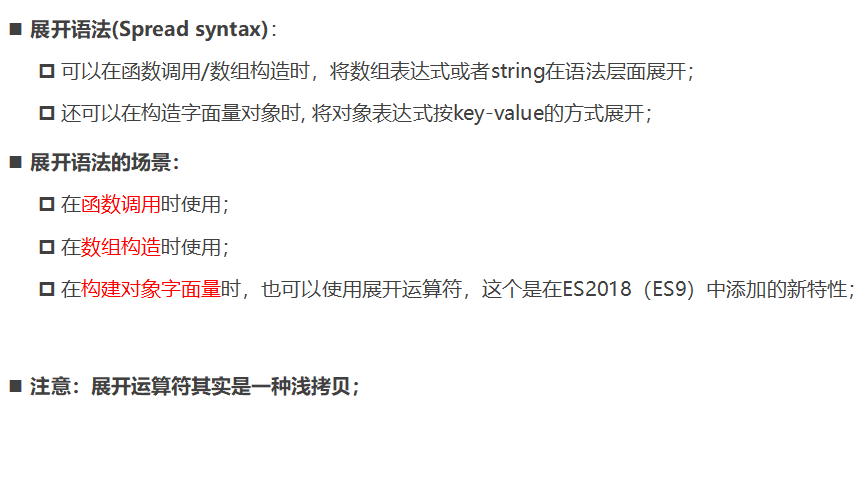 展开语法(Spread syntax)：
可以在函数调用/数组构造时，将数组表达式或者string在语法层面展开；
还可以在构造字面量对象时, 将对象表达式按key-value的方式展开；
展开语法的场景：
在函数调用时使用；
在数组构造时使用；
在构建对象字面量时，也可以使用展开运算符，这个是在ES2018（ES9）中添加的新特性；
注意：展开运算符其实是一种浅拷贝；